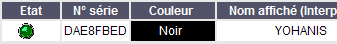 Etat N° série Couleur Nom affiché (Interp
DAE8FBED Noir YOHANIS